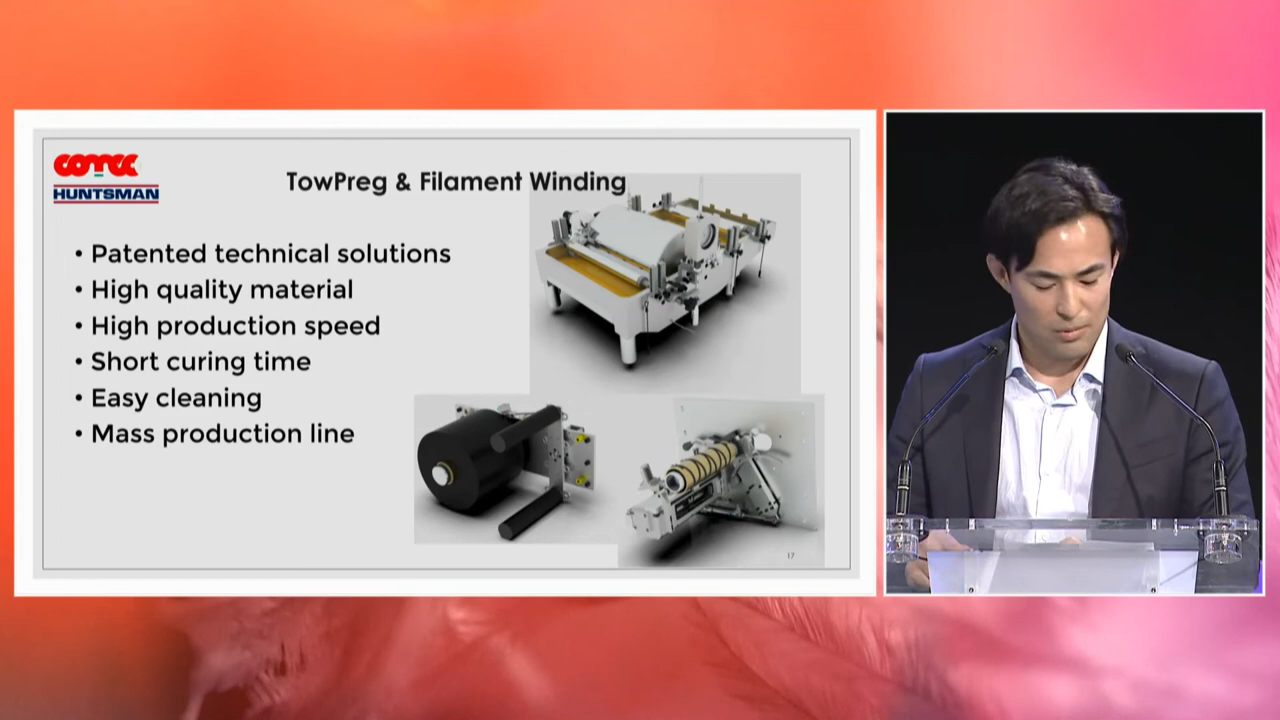 COTECC
HUNTSMAN
TowPreg & Filament Winding
• Patented technical solutions
• High quality material
• High production speed
• Short curing time
• Easy cleaning
• Mass production line
17